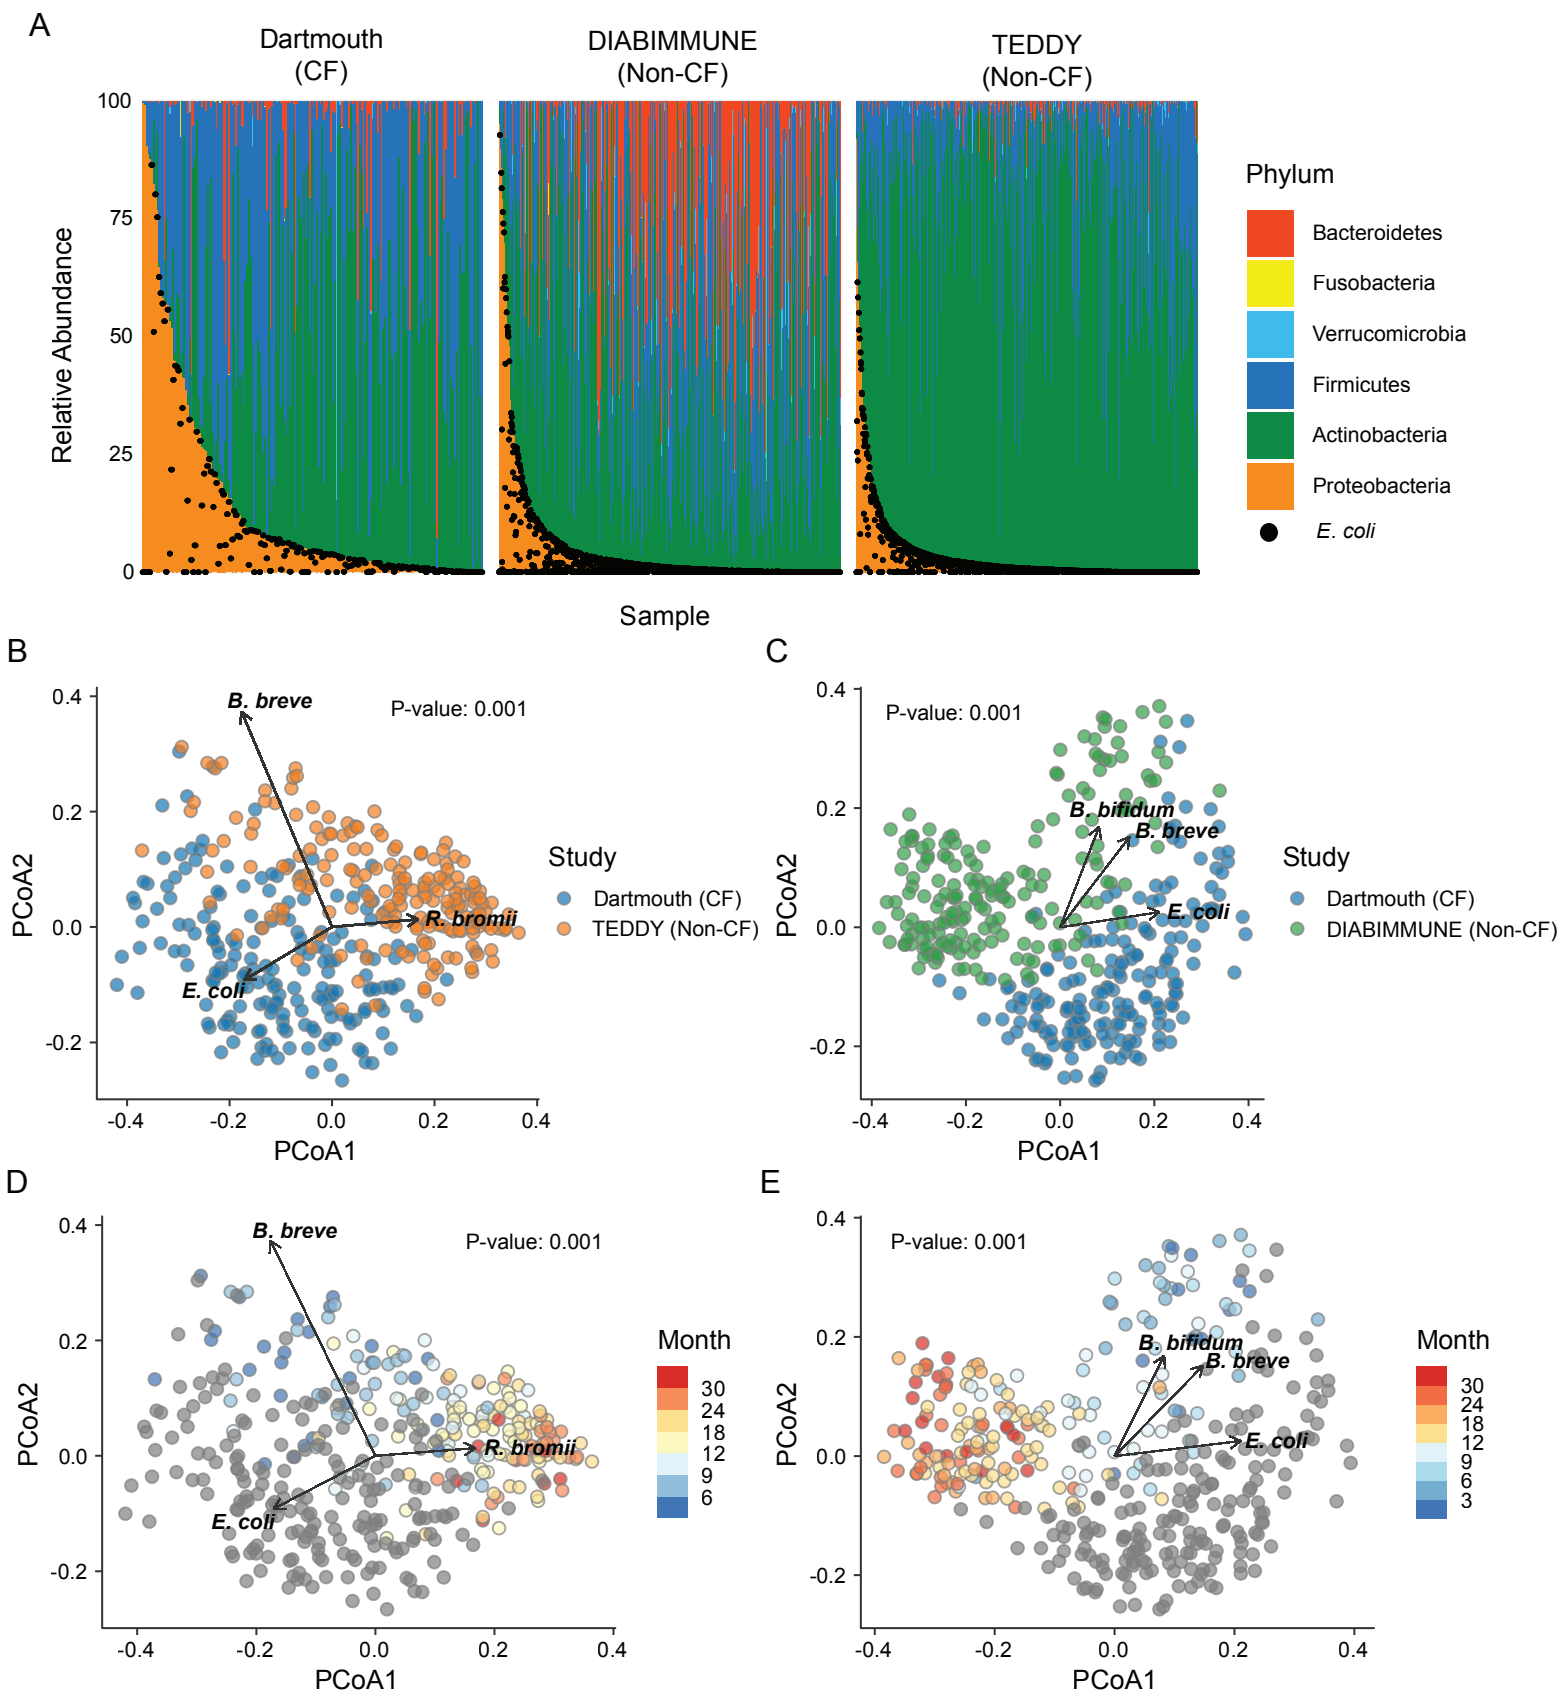 A
Dartmouth
(CF)
DIABIMMUNE
(Non-CF)
TEDDY
(Non-CF)
Relative Abundance
100
75
50
25
0
Sample
Phylum
Bacteroidetes
Fusobacteria
Verrucomicrobia
Firmicutes
Actinobacteria
Proteobacteria
E. coli
B
P-value: 0.001
B. breve
R. bromii
E. coli
PCoA2
0.4
0.2
0.0
-0.2
-0.4
-0.2
0.0
0.2
0.4
PCoA1
Study
Dartmouth (CF)
TEDDY (Non-CF)
C
P-value: 0.001
B. bifidum
B. breve
E. coli
PCoA2
0.4
0.2
0.0
-0.2
-0.4
-0.2
0.0
0.2
0.4
PCoA1
Study
Dartmouth (CF)
DIABIMMUNE (Non-CF)
D
P-value: 0.001
B. breve
R. bromii
E. coli
PCoA2
0.4
0.2
0.0
-0.2
-0.4
-0.2
0.0
0.2
0.4
PCoA1
Month
30
24
18
12
9
6
E
P-value: 0.001
B. bifidum
B. breve
E. coli
PCoA2
0.4
0.2
0.0
-0.2
-0.4
-0.2
0.0
0.2
0.4
PCoA1
Month
30
24
18
12
9
6
3